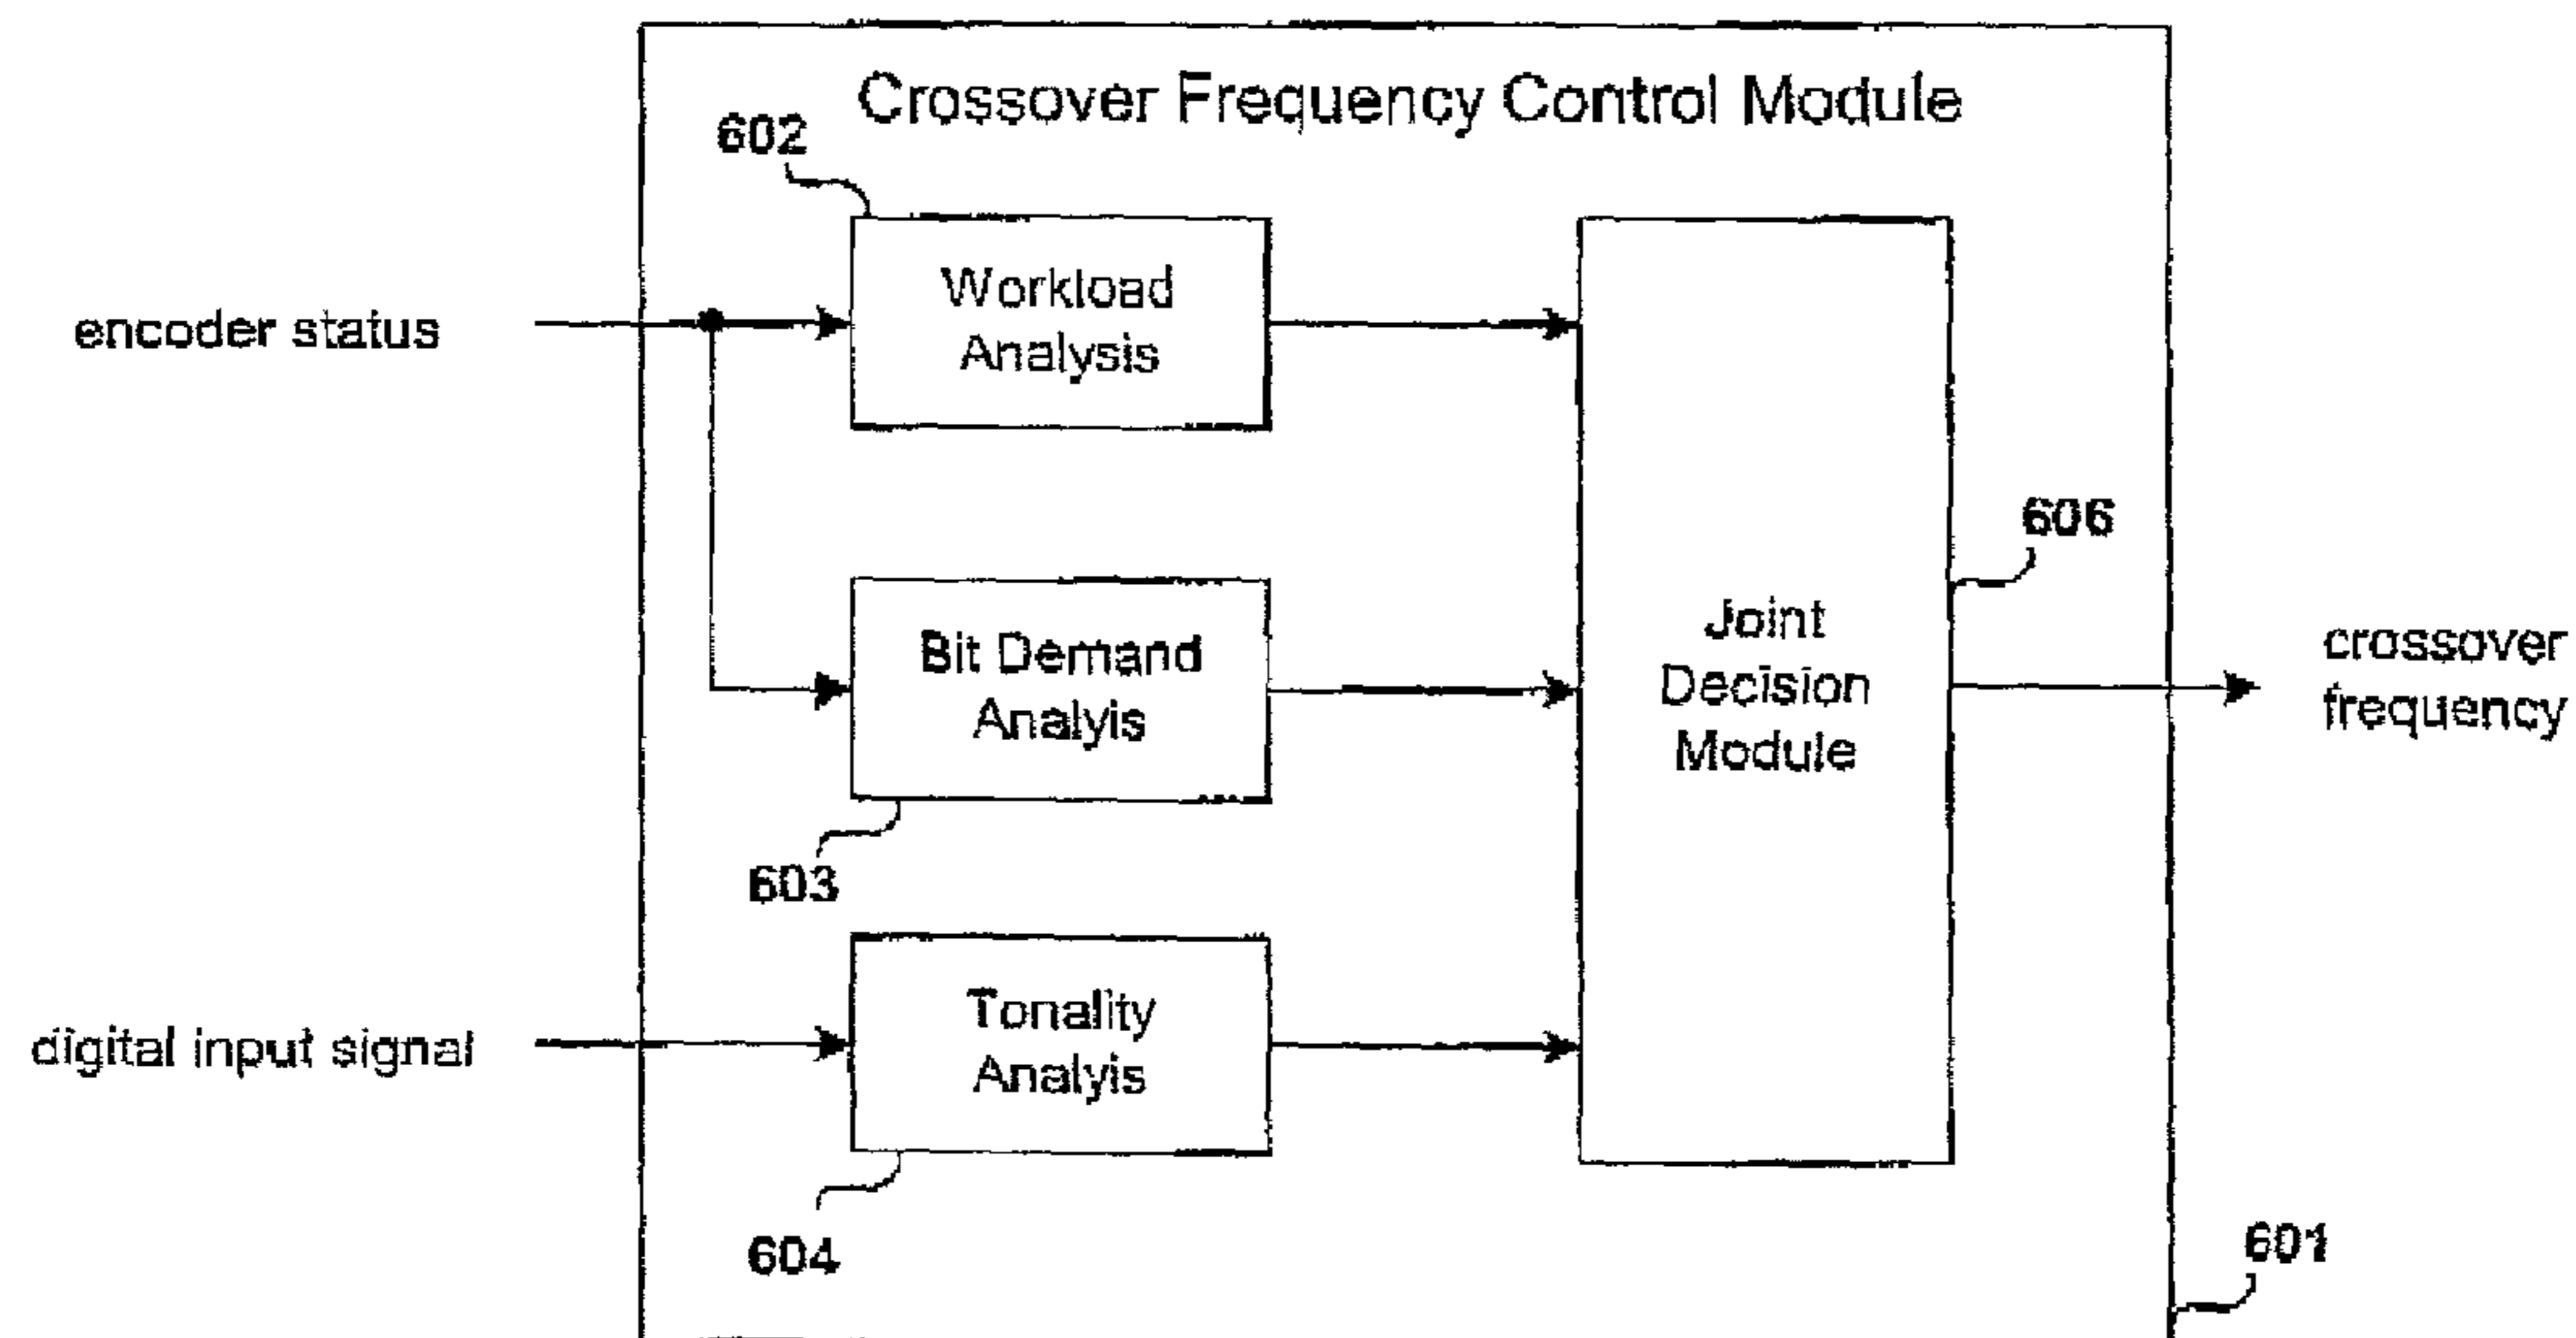 Crossover Frequency Control Module
602
encoder status
Workload
Analysis
606
Bit Demand
Analyis
Joint
Decision
Module
crossover
frequency
603
digital input signal
Tonality
Analyis
604
601